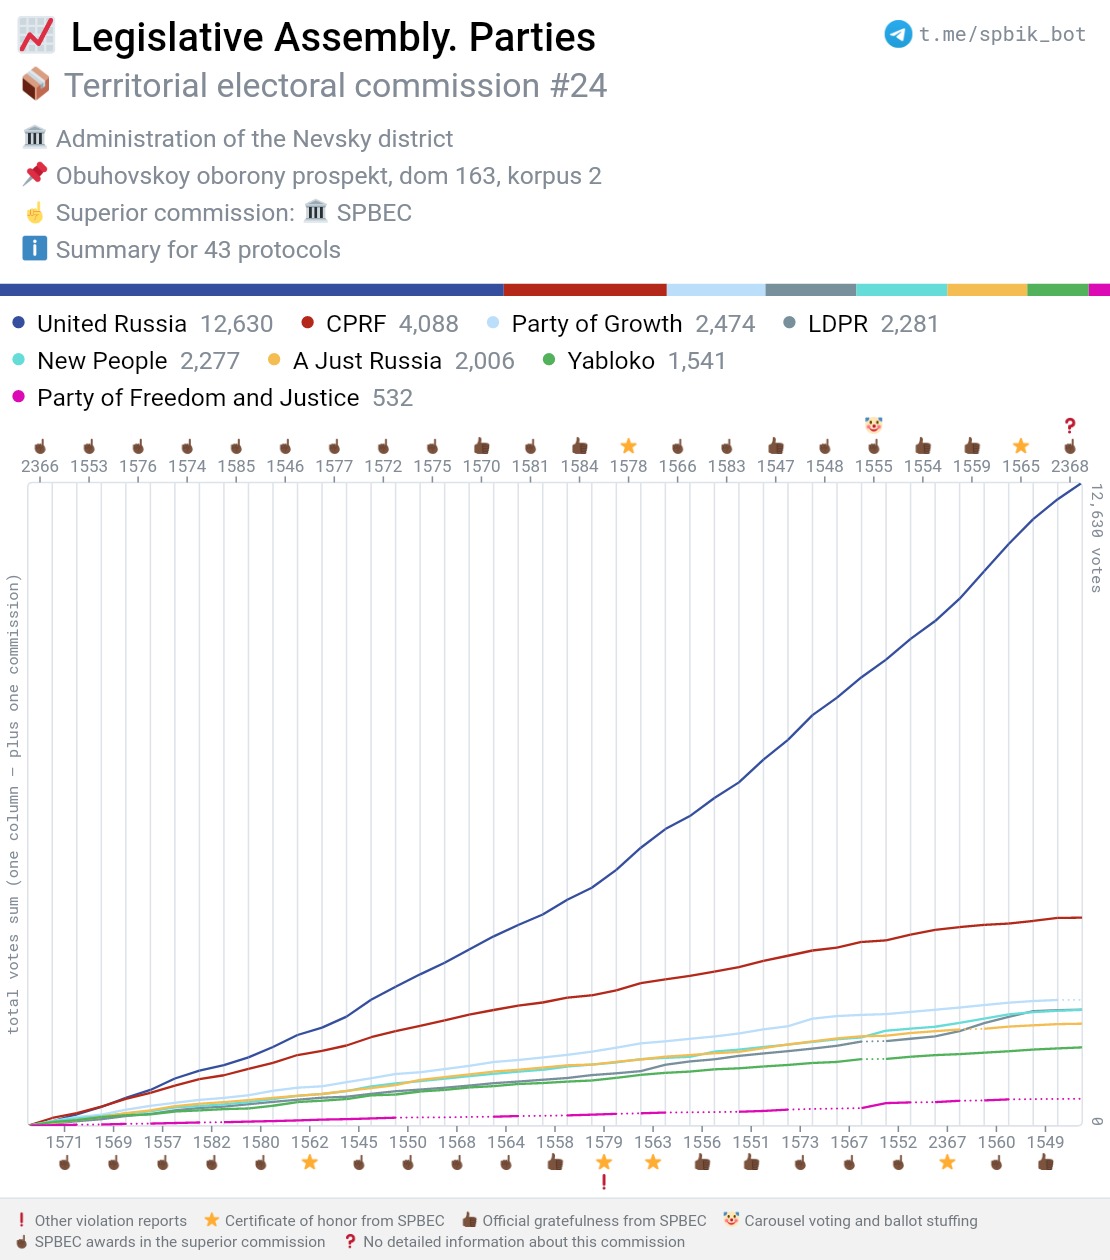 Legislative Assembly. Parties
t.me/spbik_bot
Territorial electoral commission #24
Administration of the Nevsky district
Obuhovskoy oborony prospekt, dom 163, korpus 2
Superior commission: SPBEC
Summary for 43 protocols
United Russia 12,630 CPRF 4,088 Party of Growth 2,474 LDPR 2,281
New People 2,277 A Just Russia 2,006 Yabloko 1,541
Party of Freedom and Justice 532
2366 1553 1576 1574 1585 1546 1577 1572 1575 1570 1581 1584 1578 1566 1583 1547 1548 1555 1554 1559 1565 2368
12,630 votes
total votes sum (one column – plus one commission)
0
1571 1569 1557 1582 1580 1562 1545 1550 1568 1564 1558 1579 1563 1556 1551 1573 1567 1552 2367 1560 1549
Other violation reports Certificate of honor from SPBEC Official gratefulness from SPBEC Carousel voting and ballot stuffing
SPBEC awards in the superior commission No detailed information about this commission